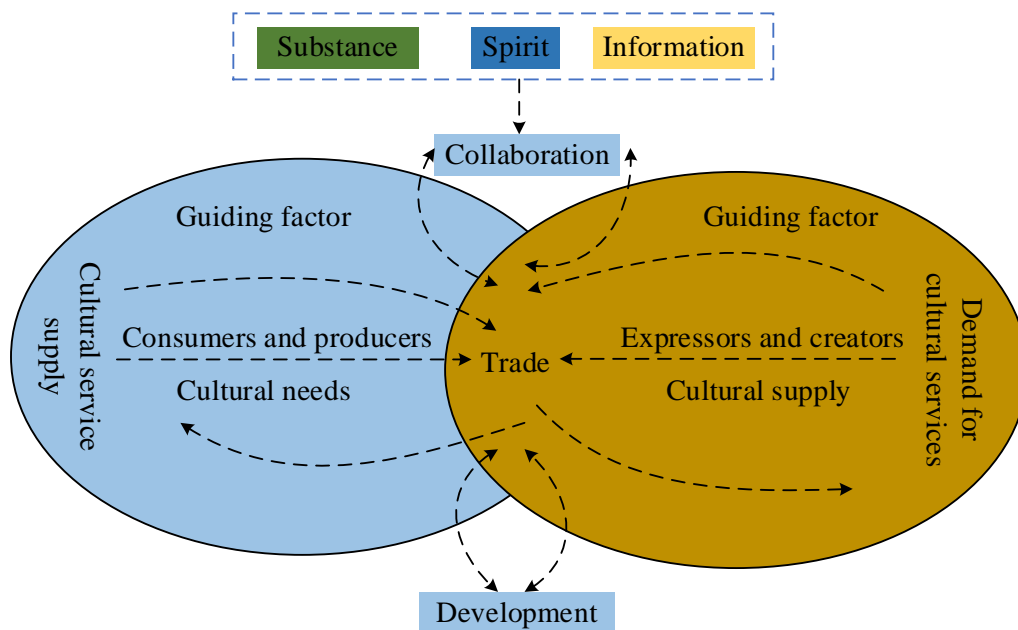 Substance
Spirit
Information
Collaboration
Guiding factor
Guiding factor
Cultural service
supply
Consumers and producers
Cultural needs
Trade
Expressors and creators
Cultural supply
Demand for
cultural services
Development